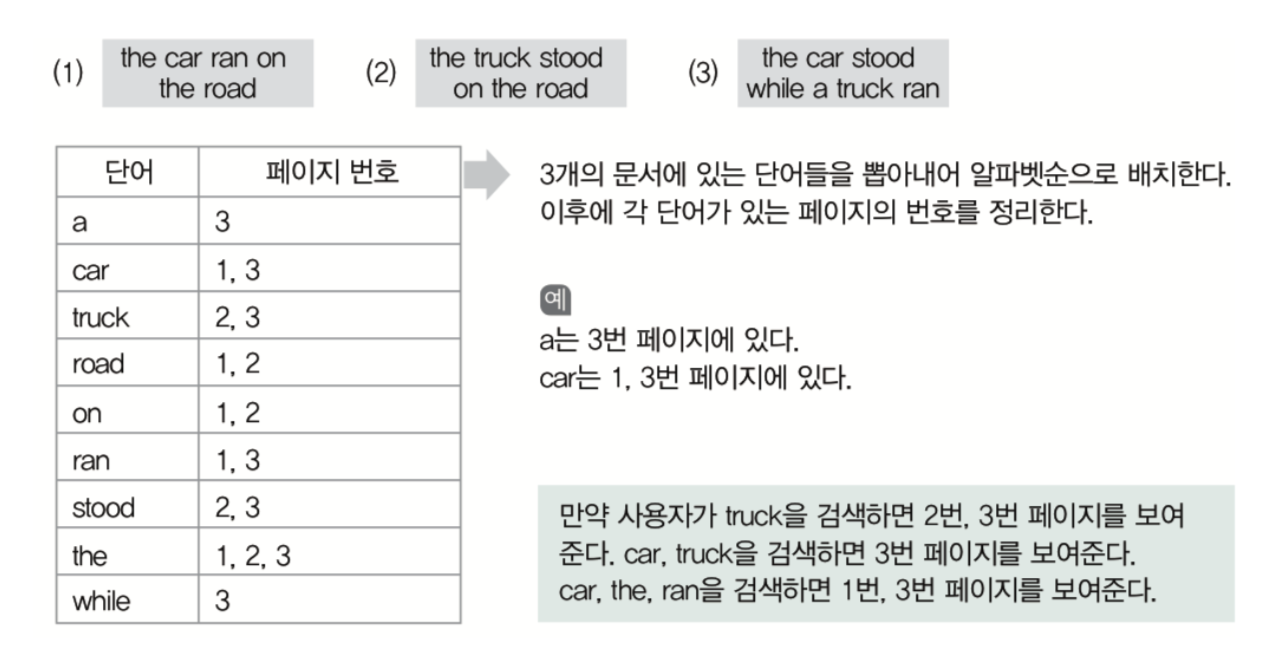 (1) the car ran on
the road
(2) the truck stood
on the road
(3) the car stood
while a truck ran
단어 페이지 번호
a 3
car 1, 3
truck 2, 3
road 1, 2
on 1, 2
ran 1, 3
stood 2, 3
the 1, 2, 3
while 3
3개의 문서에 있는 단어들을 뽑아내어 알파벳순으로 배치한다.
이후에 각 단어가 있는 페이지의 번호를 정리한다.
예
a는 3번 페이지에 있다.
car는 1, 3번 페이지에 있다.
만약 사용자가 truck을 검색하면 2번, 3번 페이지를 보여
준다. car, truck을 검색하면 3번 페이지를 보여준다.
car, the, ran을 검색하면 1번, 3번 페이지를 보여준다.